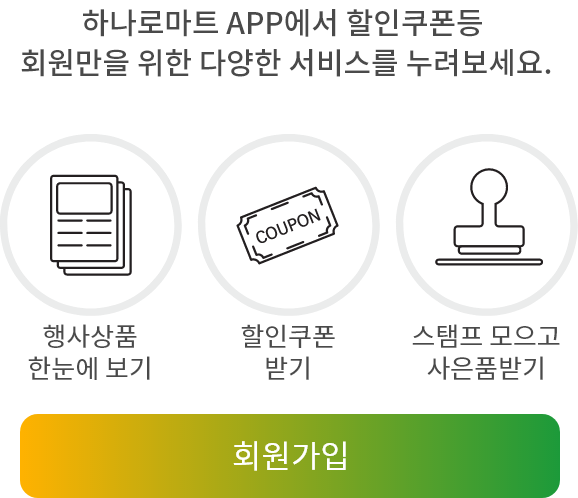 하나로마트 APP에서 할인쿠폰등
회원만을 위한 다양한 서비스를 누려보세요.
COUPON
행사상품
한눈에 보기
할인쿠폰
받기
스탬프 모으고
사은품받기
회원가입